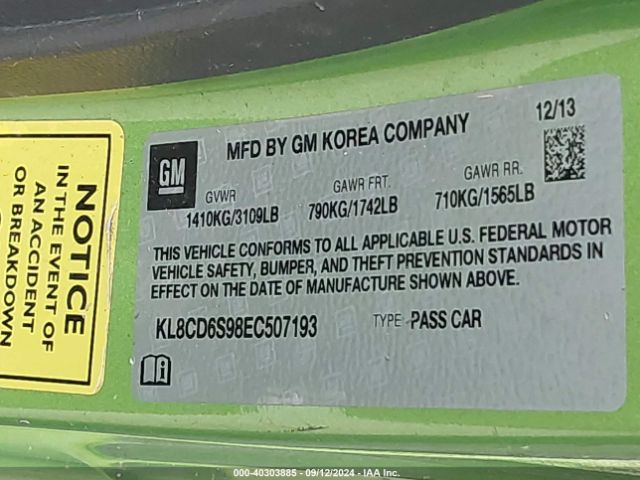 12/13
MFD BY GM KOREA COMPANY
GM
GVWR GAWR FRT. GAWR RR.
1410KG/3109LB 790KG/1742LB 710KG/1565LB
THIS VEHICLE CONFORMS TO ALL APPLICABLE U.S. FEDERAL MOTOR
VEHICLE SAFETY, BUMPER, AND THEFT PREVENTION STANDARDS IN
EFFECT ON THE DATE OF MANUFACTURE SHOWN ABOVE.
KL8CD6S98EC507193 TYPE: PASS CAR
NOTICE
IN THE EVENT OF
AN ACCIDENT
OR BREAKDOWN
000-40303885 - 09/12/2024 - IAA Inc.